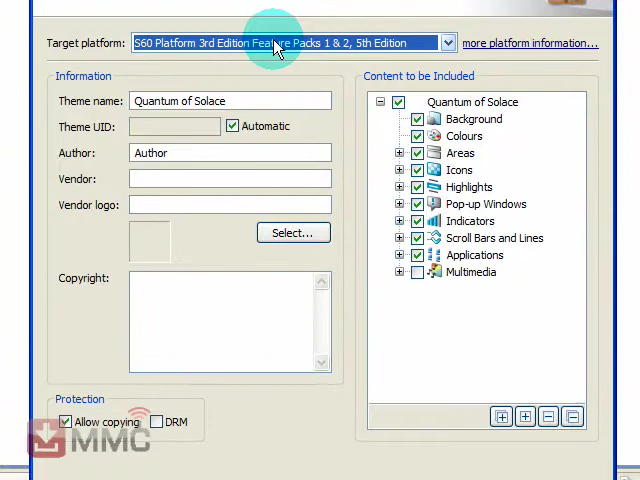 Target platform: S60 Platform 3rd Edition Feature Packs 1 & 2, 5th Edition more platform information...
Information
Theme name: Quantum of Solace
Theme UID: Automatic
Author: Author
Vendor:
Vendor logo:
Select...
Copyright:
Protection
Allow copying DRM
Content to be Included
Quantum of Solace
Background
Colours
Areas
Icons
Highlights
Pop-up Windows
Indicators
Scroll Bars and Lines
Applications
Multimedia
MMC